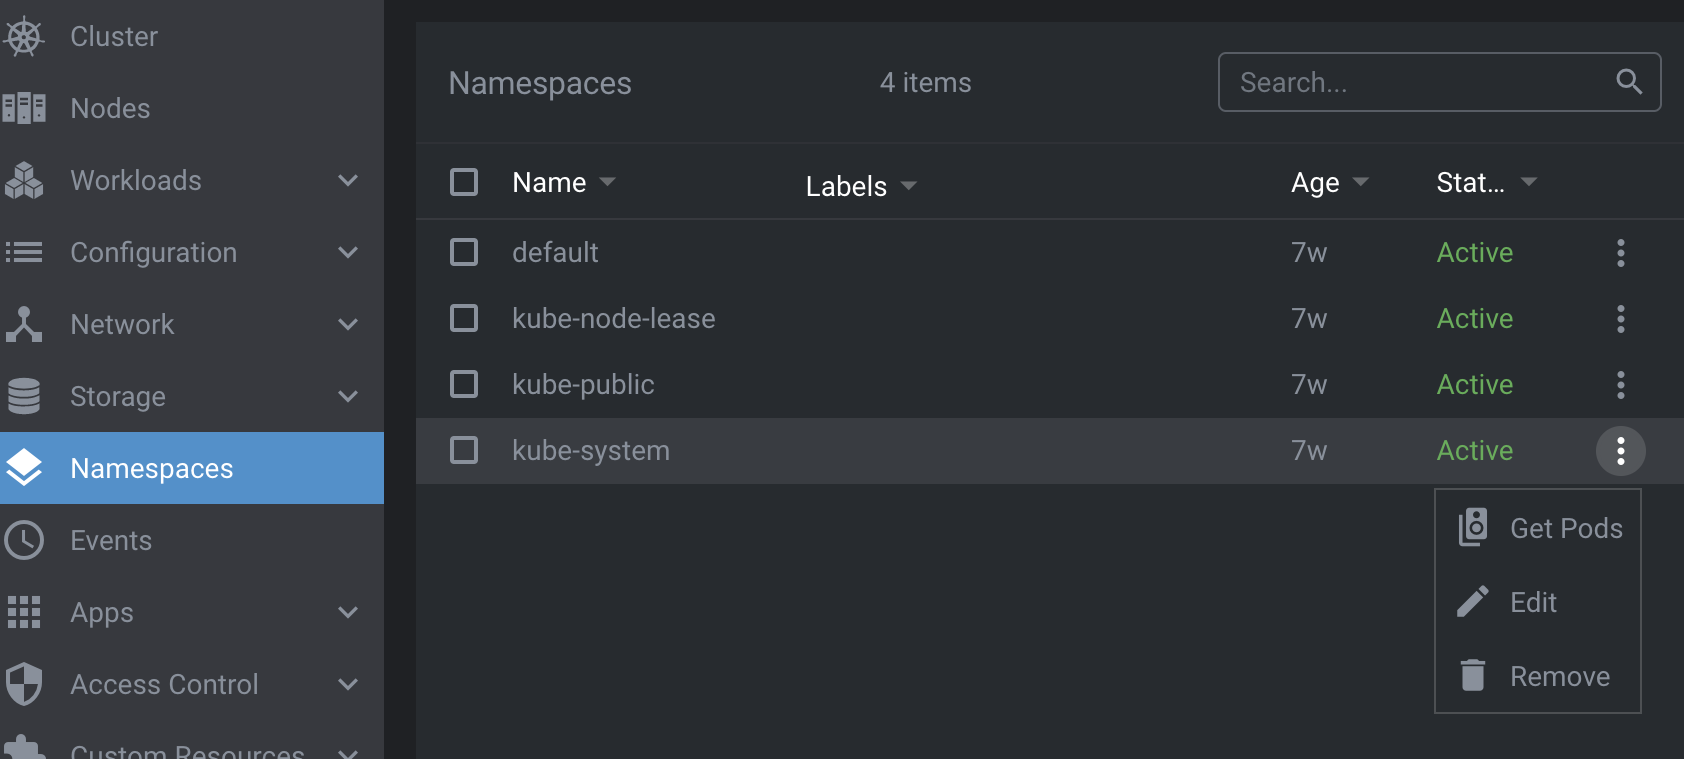 Cluster
Nodes
Workloads
Configuration
Network
Storage
Namespaces
Events
Apps
Access Control
Custom Resources
Namespaces
4 items
Search...
Name Labels Age Stat...
default 7w Active
kube-node-lease 7w Active
kube-public 7w Active
kube-system 7w Active
Get Pods
Edit
Remove